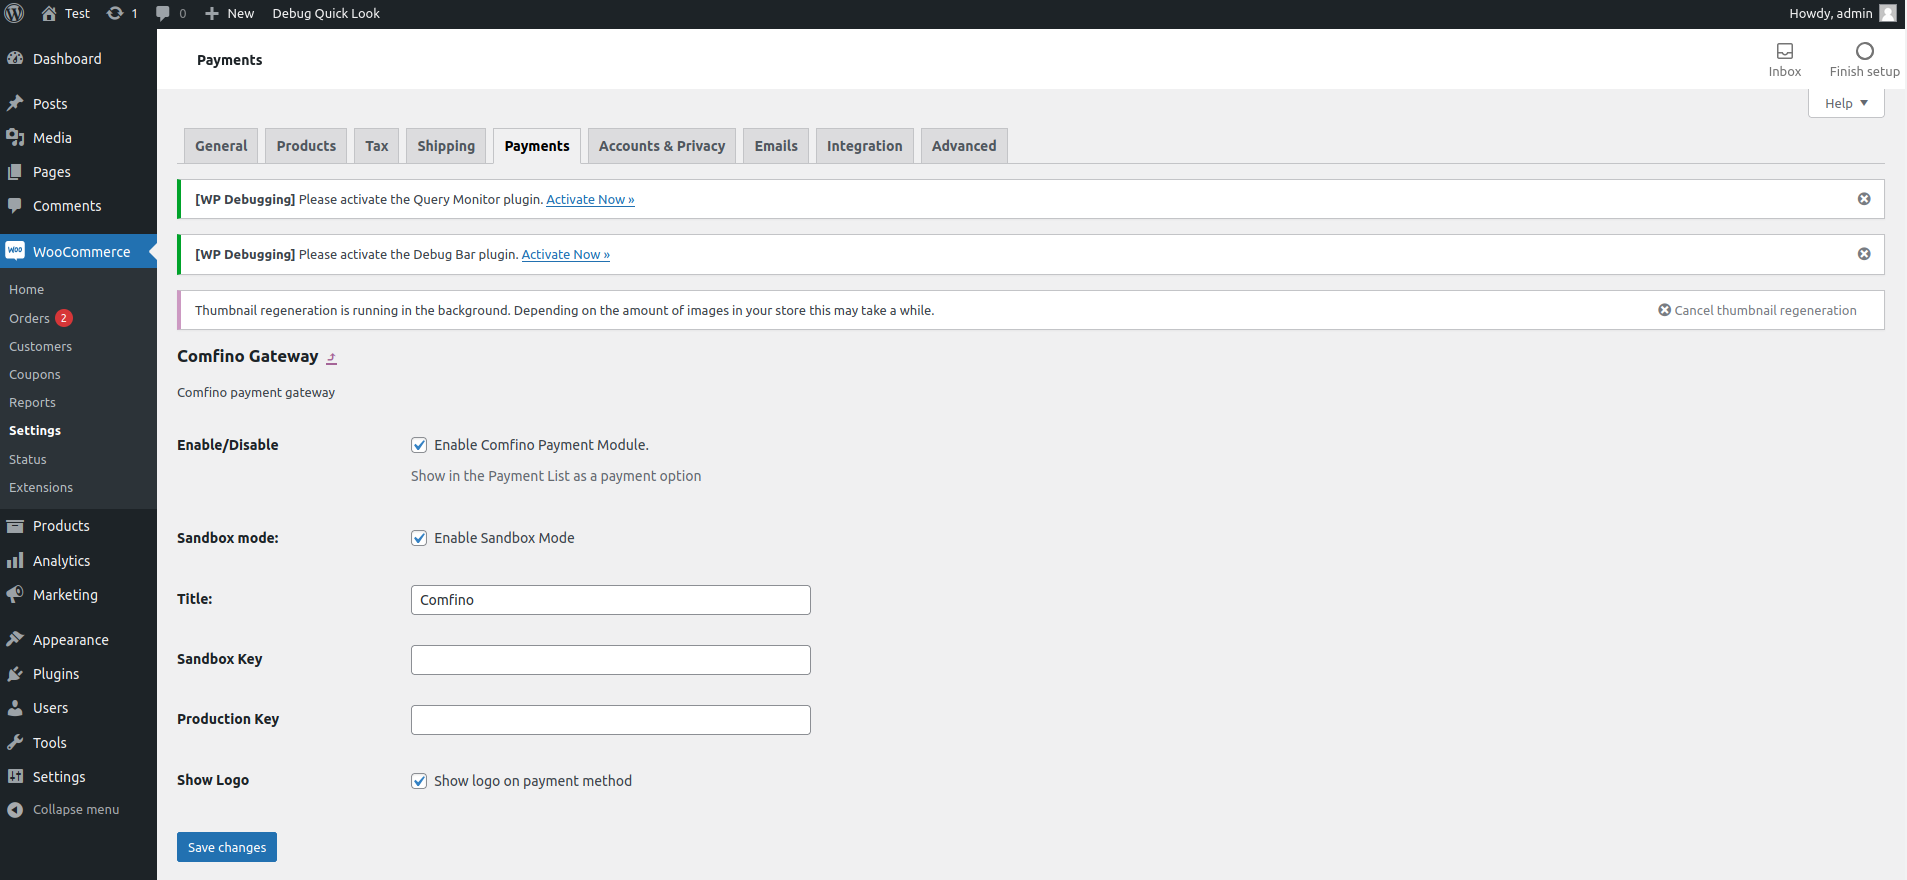 Test 1 0 New Debug Quick Look Howdy, admin
Dashboard
Posts
Media
Pages
Comments
WOO WooCommerce
Home
Orders 2
Customers
Coupons
Reports
Settings
Status
Extensions
Products
Analytics
Marketing
Appearance
Plugins
Users
Tools
Settings
Collapse menu
Payments
Inbox
Finish setup
Help
General Products Tax Shipping Payments Accounts & Privacy Emails Integration Advanced
[WP Debugging] Please activate the Query Monitor plugin. Activate Now »
[WP Debugging] Please activate the Debug Bar plugin. Activate Now »
Thumbnail regeneration is running in the background. Depending on the amount of images in your store this may take a while. Cancel thumbnail regeneration
Comfino Gateway
Comfino payment gateway
Enable/Disable Enable Comfino Payment Module.
Show in the Payment List as a payment option
Sandbox mode: Enable Sandbox Mode
Title: Comfino
Sandbox Key
Production Key
Show Logo Show logo on payment method
Save changes